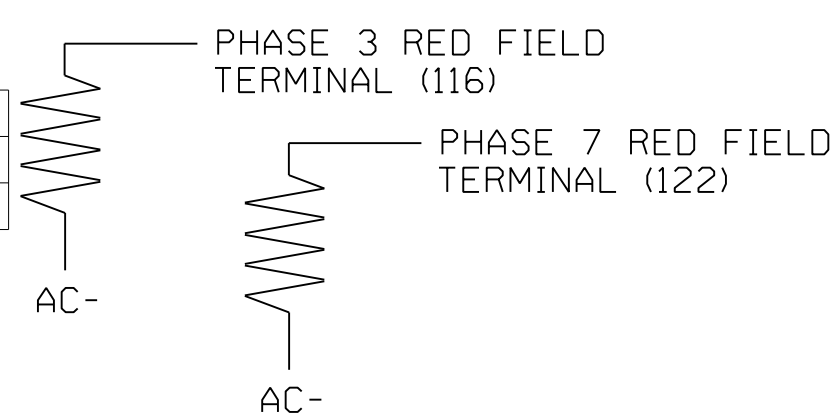 PHASE 3 RED FIELD
TERMINAL (116)
PHASE 7 RED FIELD
TERMINAL (122)
AC-
AC-